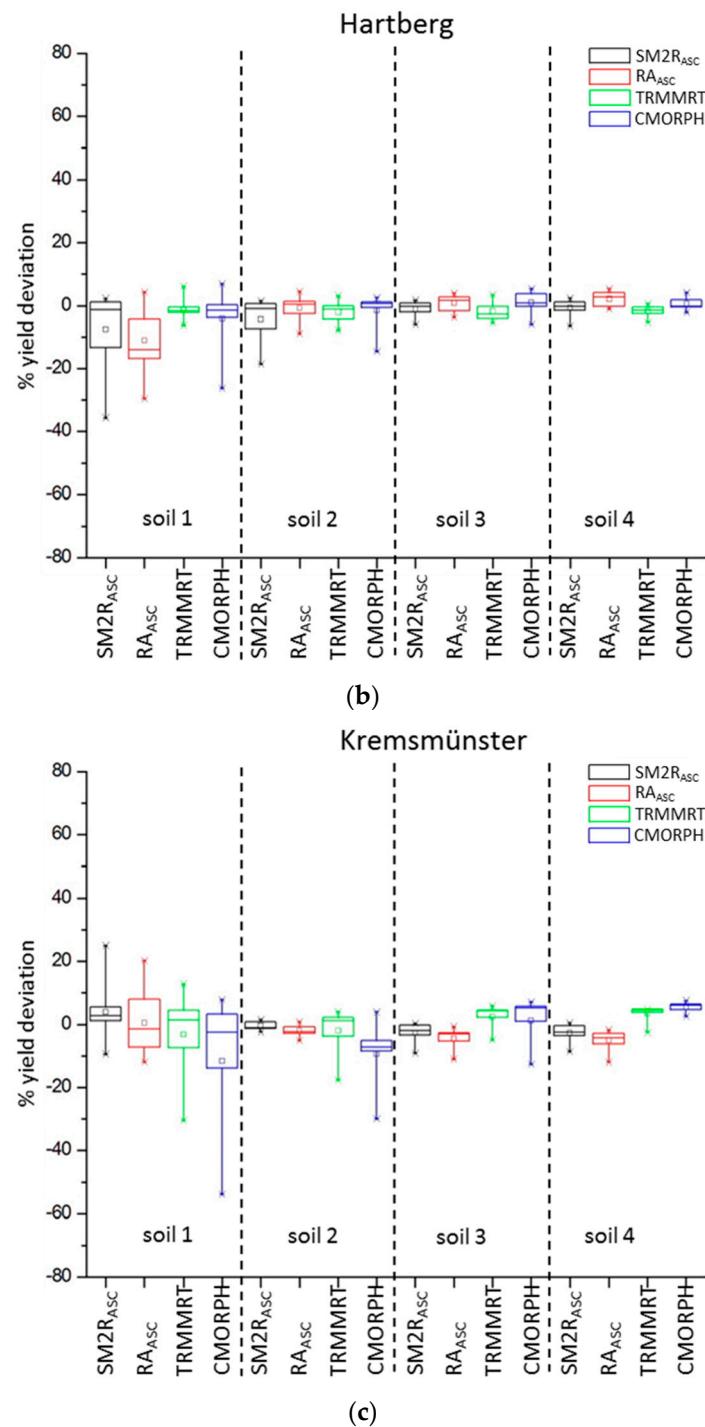 Hartberg
SM2R_ASC
RA_ASC
TRMMRT
CMORPH
% yield deviation
80
60
40
20
0
-20
-40
-60
-80
soil 1 soil 2 soil 3 soil 4
SM2R_ASC RA_ASC TRMMRT CMORPH SM2R_ASC RA_ASC TRMMRT CMORPH SM2R_ASC RA_ASC TRMMRT CMORPH SM2R_ASC RA_ASC TRMMRT CMORPH
(b)
Kremsmünster
SM2R_ASC
RA_ASC
TRMMRT
CMORPH
% yield deviation
80
60
40
20
0
-20
-40
-60
-80
soil 1 soil 2 soil 3 soil 4
SM2R_ASC RA_ASC TRMMRT CMORPH SM2R_ASC RA_ASC TRMMRT CMORPH SM2R_ASC RA_ASC TRMMRT CMORPH SM2R_ASC RA_ASC TRMMRT CMORPH
(c)